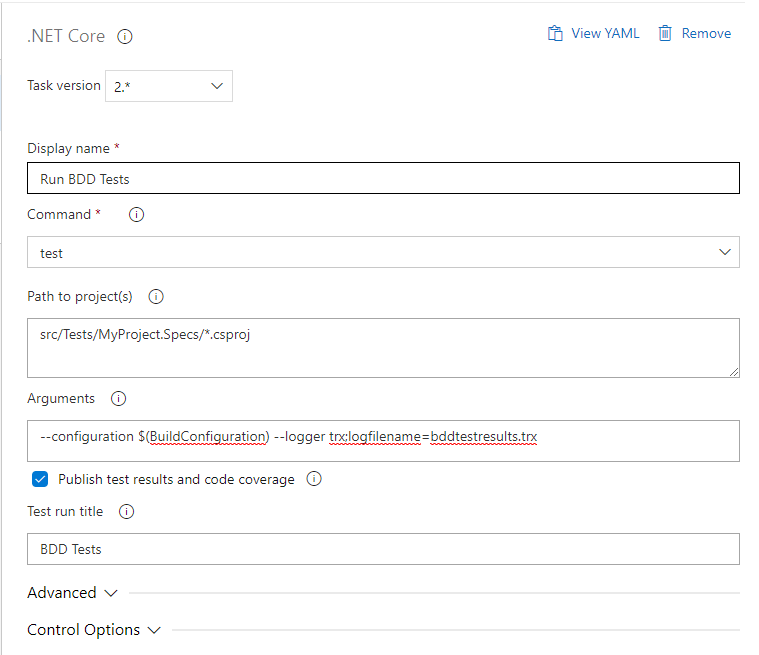 .NET Core
View YAML
Remove
Task version
2.*
Display name *
Run BDD Tests
Command *
test
Path to project(s)
src/Tests/MyProject.Specs/*.csproj
Arguments
--configuration $(BuildConfiguration) --logger trx;logfilename=bddtestresults.trx
Publish test results and code coverage
Test run title
BDD Tests
Advanced
Control Options